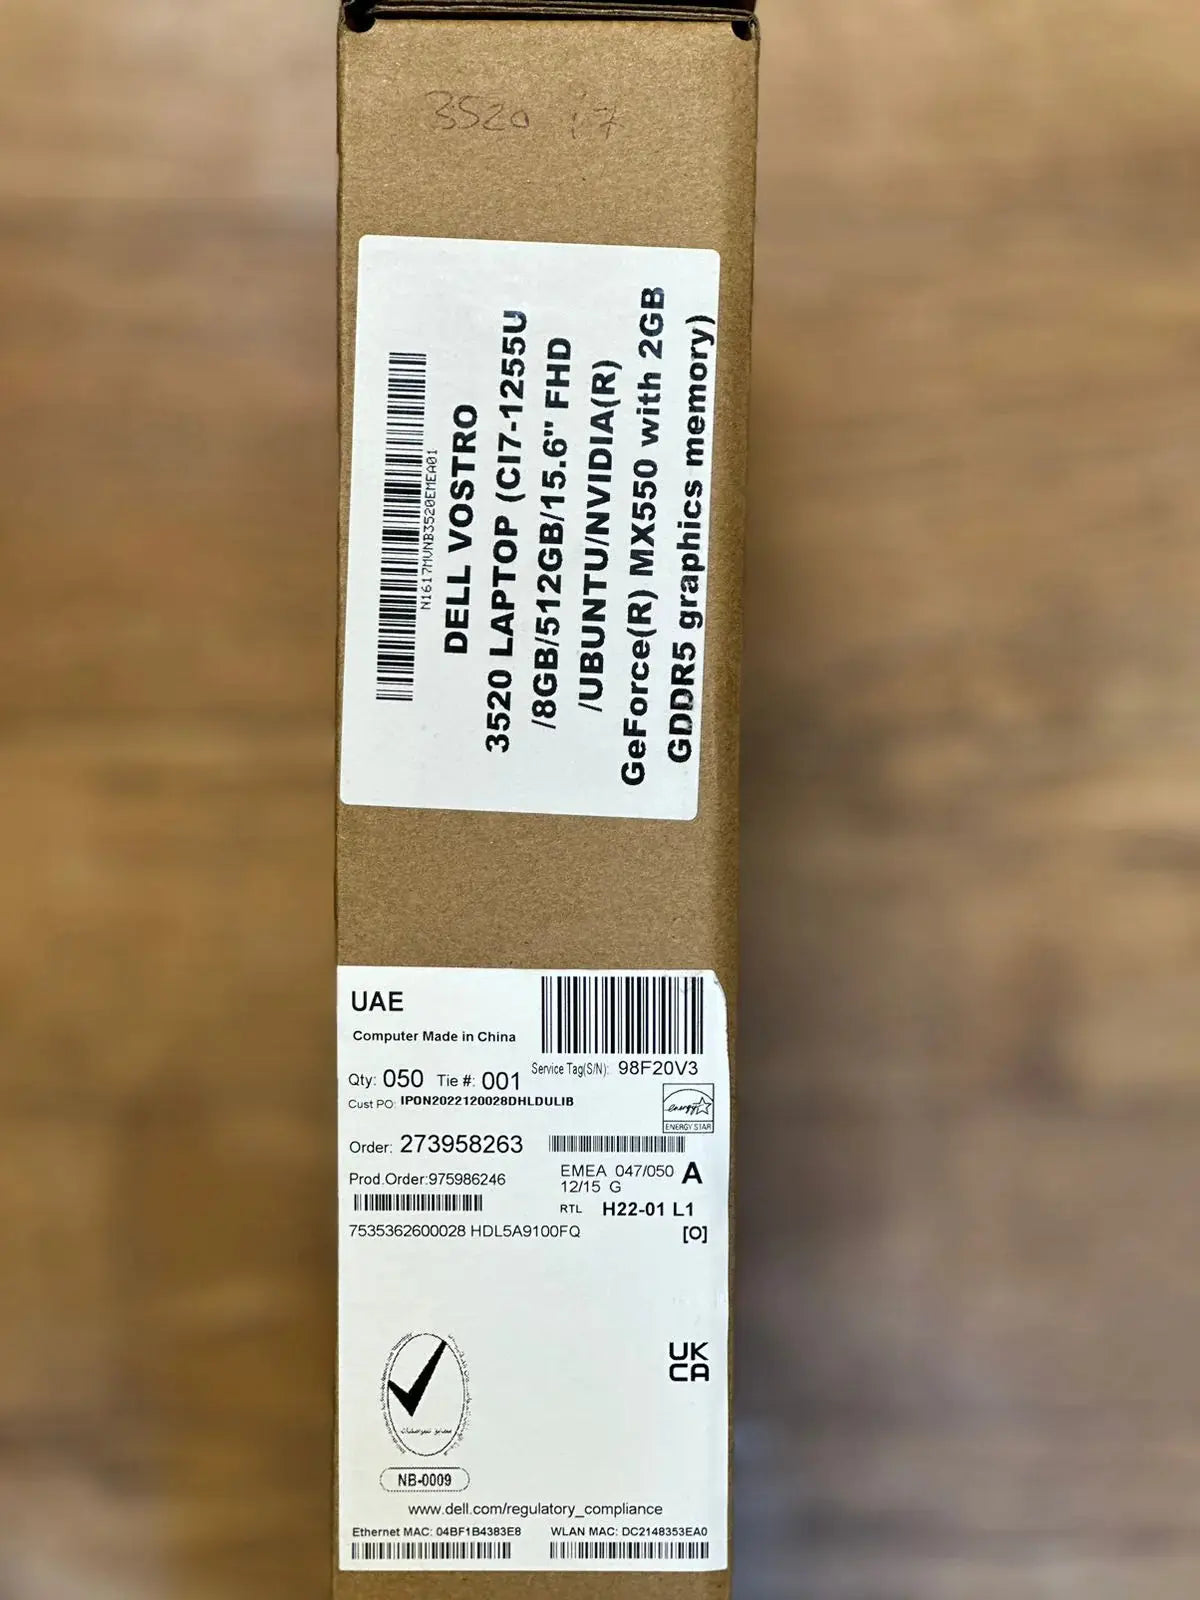 3520 i7
N1617MVNB3520EMEA01
DELL VOSTRO
3520 LAPTOP (CI7-1255U
/8GB/512GB/15.6" FHD
/UBUNTU/NVIDIA(R)
GeForce(R) MX550 with 2GB
GDDR5 graphics memory)
UAE
Computer Made in China
Service Tag(S/N): 98F20V3
Qty: 050 Tie #: 001
Cust PO: IPON2022120028DHLDULIB
energy
ENERGY STAR
Order: 273958263
Prod.Order:975986246
EMEA 047/050 A
12/15 G
RTL H22-01 L1
7535362600028 HDL5A9100FQ
[O]
UK
CA
NB-0009
www.dell.com/regulatory_compliance
Ethernet MAC: 04BF1B4383E8
WLAN MAC: DC2148353EA0